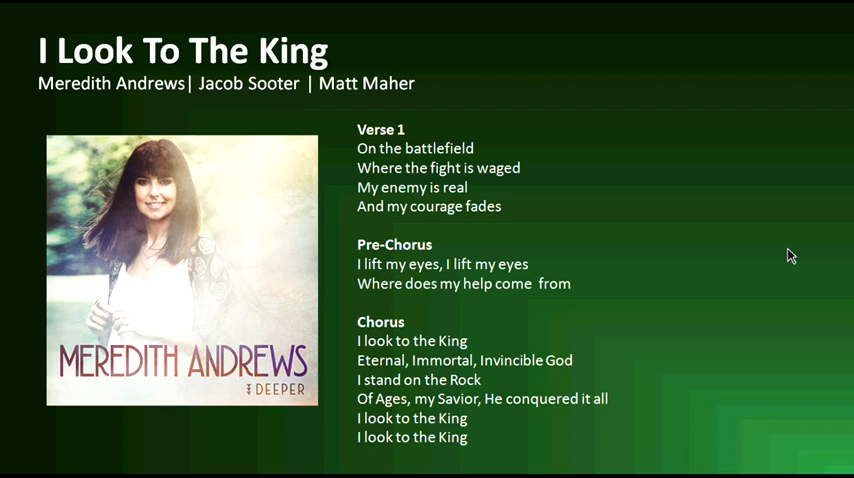 I Look To The King
Meredith Andrews| Jacob Sooter | Matt Maher
Verse 1
On the battlefield
Where the fight is waged
My enemy is real
And my courage fades
Pre-Chorus
I lift my eyes, I lift my eyes
Where does my help come from
Chorus
I look to the King
Eternal, Immortal, Invincible God
I stand on the Rock
Of Ages, my Savior, He conquered it all
I look to the King
I look to the King
MEREDITH ANDREWS
DEEPER